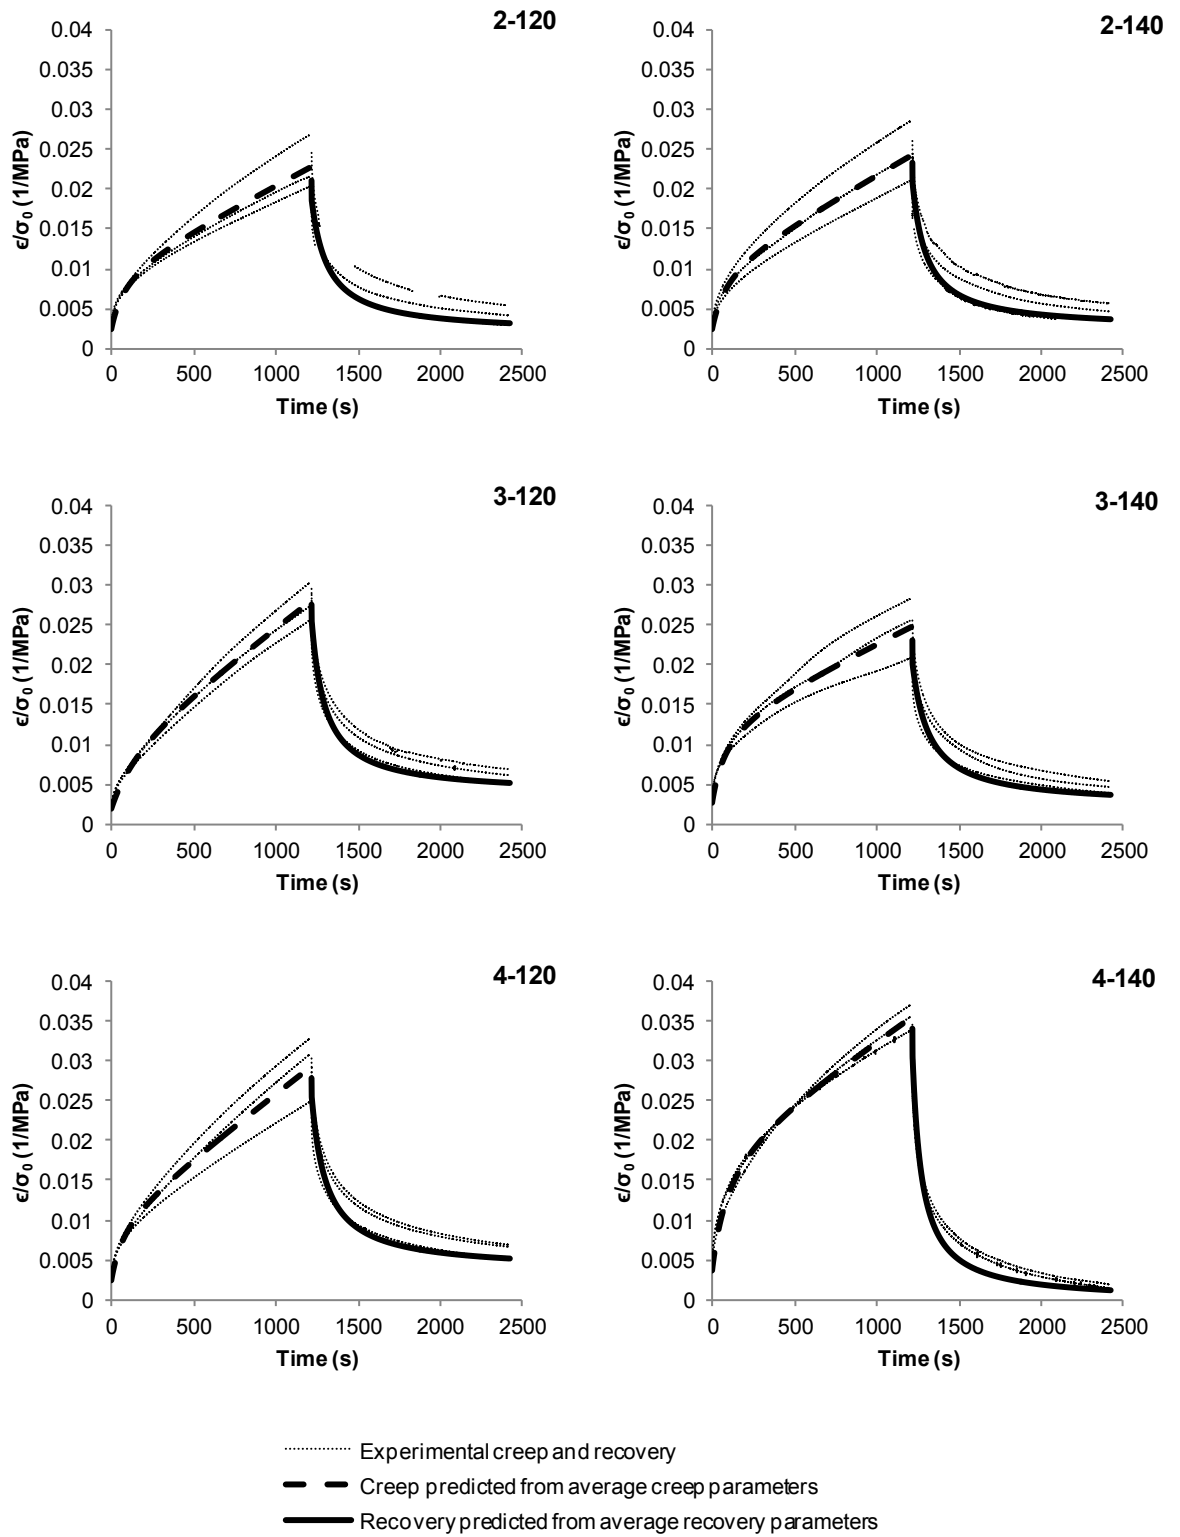 2-120
0.04
0.035
0.03
0.025
0.02
0.015
0.01
0.005
0
ϵ/σ₀ (1/MPa)
0 500 1000 1500 2000 2500
Time (s)
2-140
0.04
0.035
0.03
0.025
0.02
0.015
0.01
0.005
0
ϵ/σ₀ (1/MPa)
0 500 1000 1500 2000 2500
Time (s)
3-120
0.04
0.035
0.03
0.025
0.02
0.015
0.01
0.005
0
ϵ/σ₀ (1/MPa)
0 500 1000 1500 2000 2500
Time (s)
3-140
0.04
0.035
0.03
0.025
0.02
0.015
0.01
0.005
0
ϵ/σ₀ (1/MPa)
0 500 1000 1500 2000 2500
Time (s)
4-120
0.04
0.035
0.03
0.025
0.02
0.015
0.01
0.005
0
ϵ/σ₀ (1/MPa)
0 500 1000 1500 2000 2500
Time (s)
4-140
0.04
0.035
0.03
0.025
0.02
0.015
0.01
0.005
0
ϵ/σ₀ (1/MPa)
0 500 1000 1500 2000 2500
Time (s)
Experimental creep and recovery
Creep predicted from average creep parameters
Recovery predicted from average recovery parameters